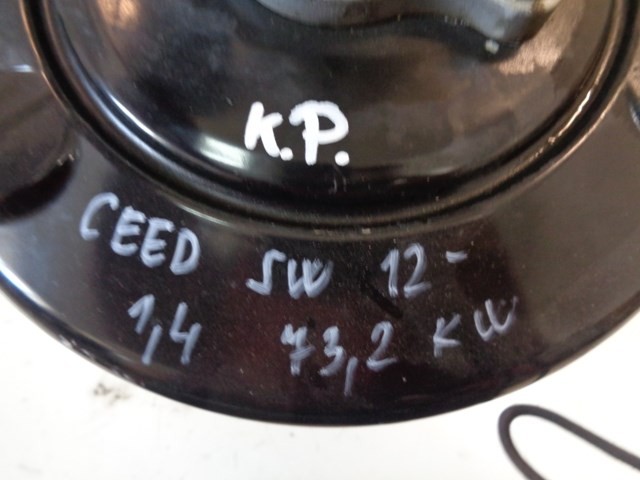 K.P.
CEED SW 12-
1,4 73,2 KW